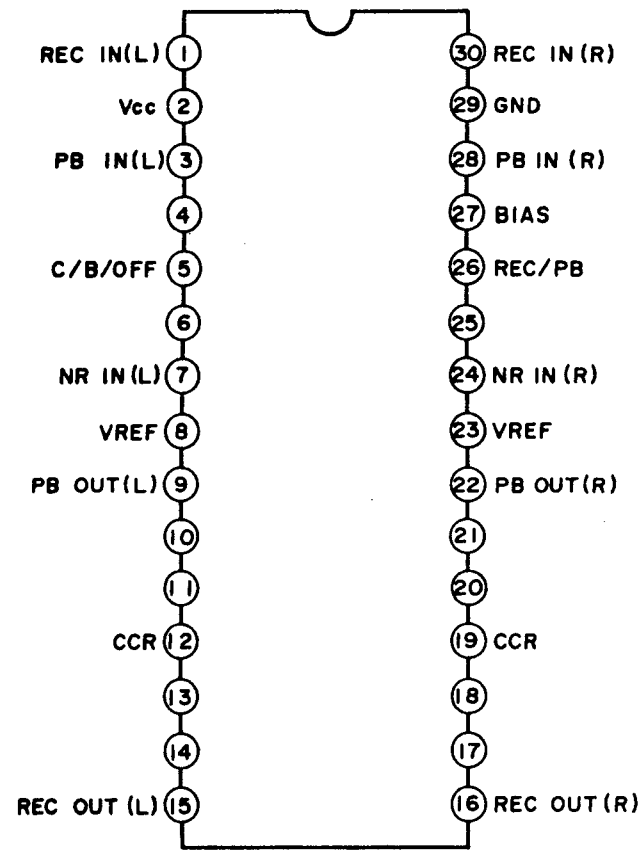 REC IN(L) 1 30 REC IN (R)
Vcc 2 29 GND
PB IN(L) 3 28 PB IN (R)
4 27 BIAS
C/B/OFF 5 26 REC/PB
6 25
NR IN(L) 7 24 NR IN (R)
VREF 8 23 VREF
PB OUT(L) 9 22 PB OUT(R)
10 21
11 20
CCR 12 19 CCR
13 18
14 17
REC OUT (L) 15 16 REC OUT (R)